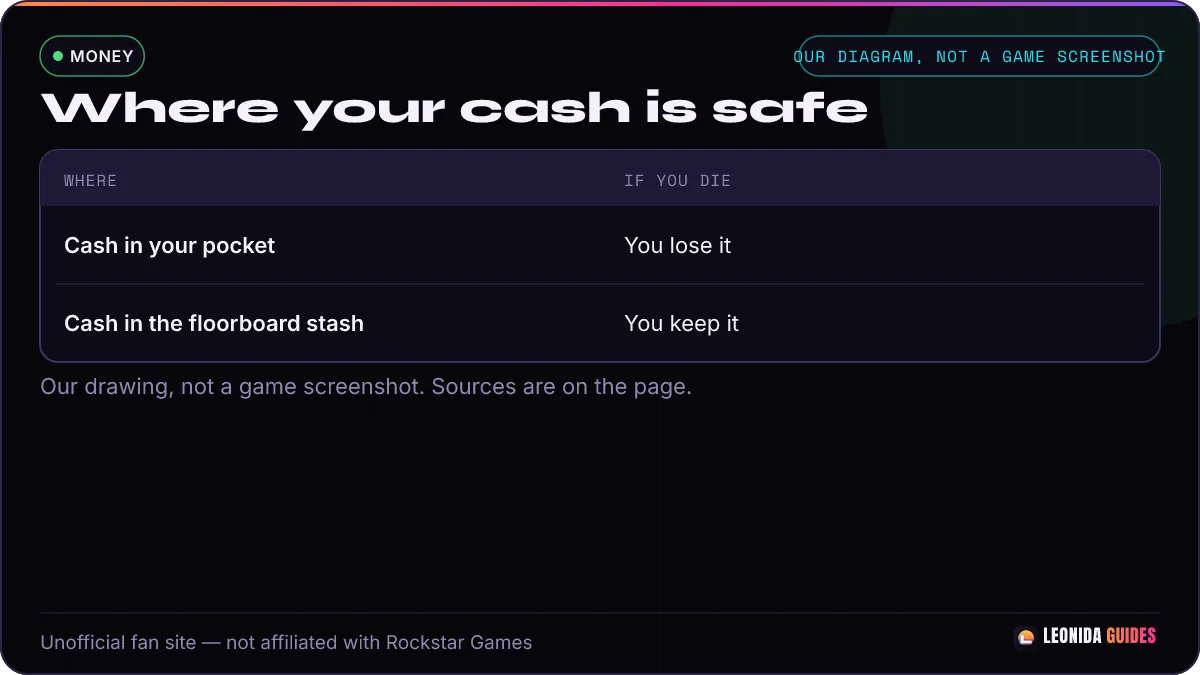 MONEY
OUR DIAGRAM, NOT A GAME SCREENSHOT
Where your cash is safe
WHERE IF YOU DIE
Cash in your pocket You lose it
Cash in the floorboard stash You keep it
Our drawing, not a game screenshot. Sources are on the page.
Unofficial fan site — not affiliated with Rockstar Games
LEONIDA GUIDES